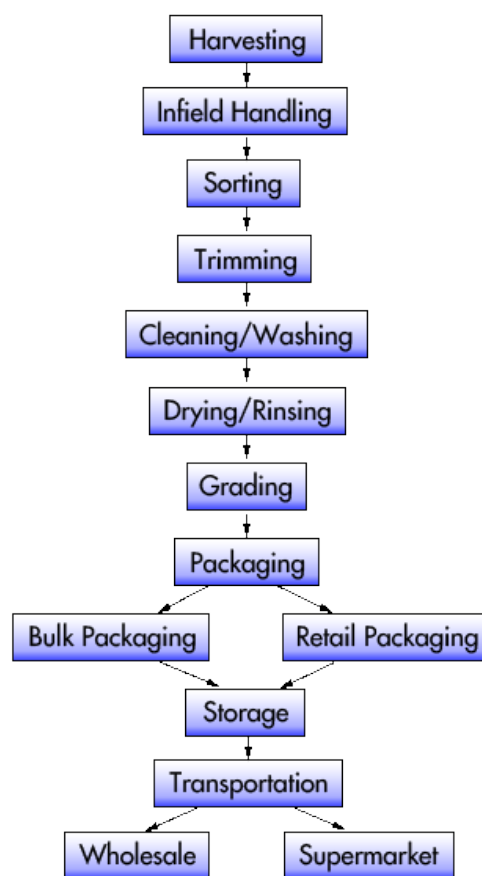 Harvesting
Infield Handling
Sorting
Trimming
Cleaning/Washing
Drying/Rinsing
Grading
Packaging
Bulk Packaging
Retail Packaging
Storage
Transportation
Wholesale
Supermarket